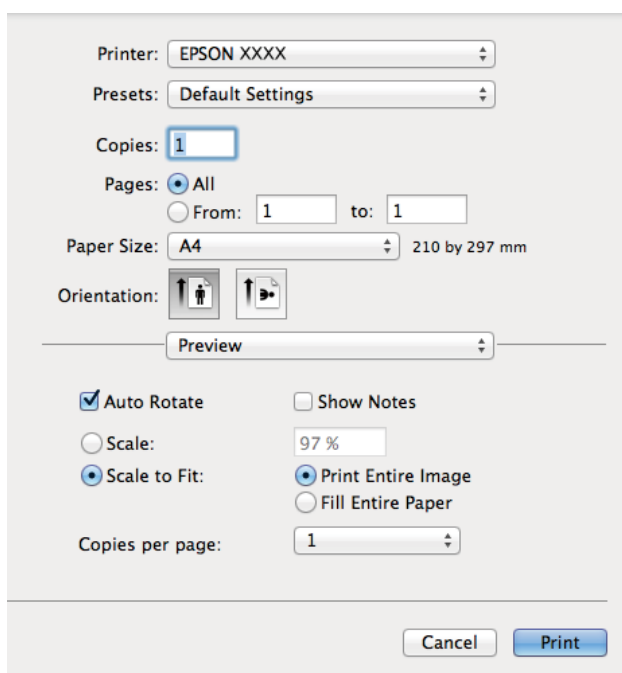 Printer: EPSON XXXX
Presets: Default Settings
Copies: 1
Pages: All
From: 1 to: 1
Paper Size: A4 210 by 297 mm
Orientation:
Preview
Auto Rotate Show Notes
Scale: 97 %
Scale to Fit: Print Entire Image
Fill Entire Paper
Copies per page: 1
Cancel Print